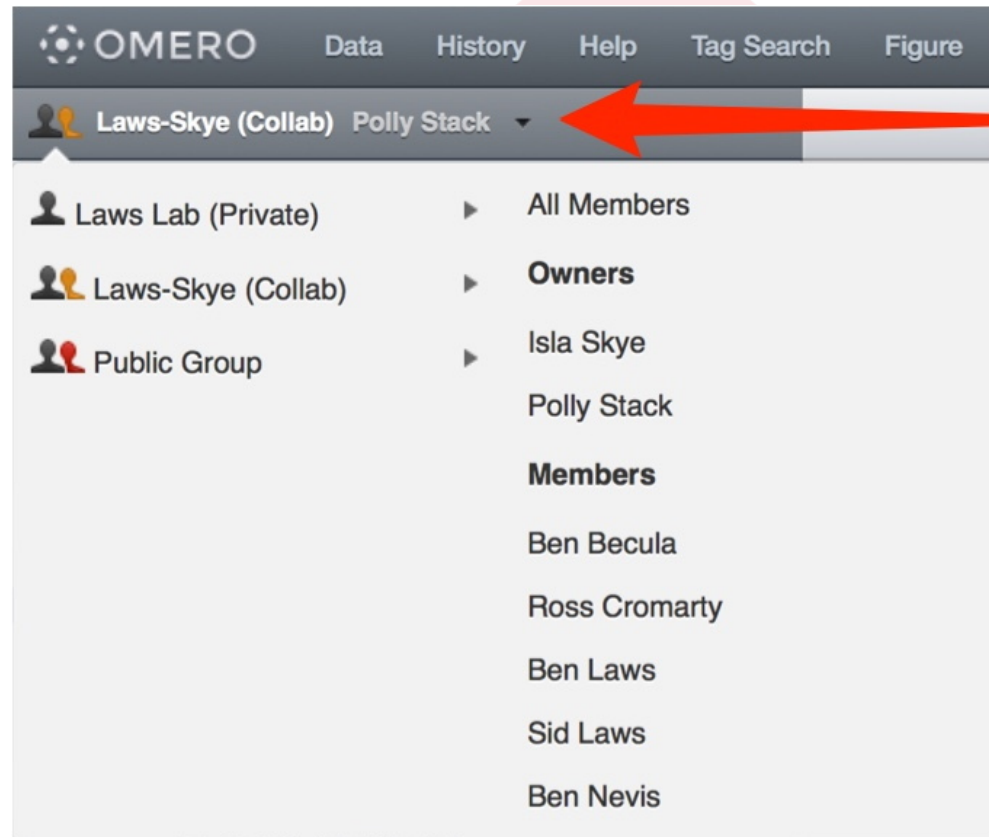 OMERO Data History Help Tag Search Figure
Laws-Skye (Collab) Polly Stack
Laws Lab (Private)
Laws-Skye (Collab)
Public Group
All Members
Owners
Isla Skye
Polly Stack
Members
Ben Becula
Ross Cromarty
Ben Laws
Sid Laws
Ben Nevis